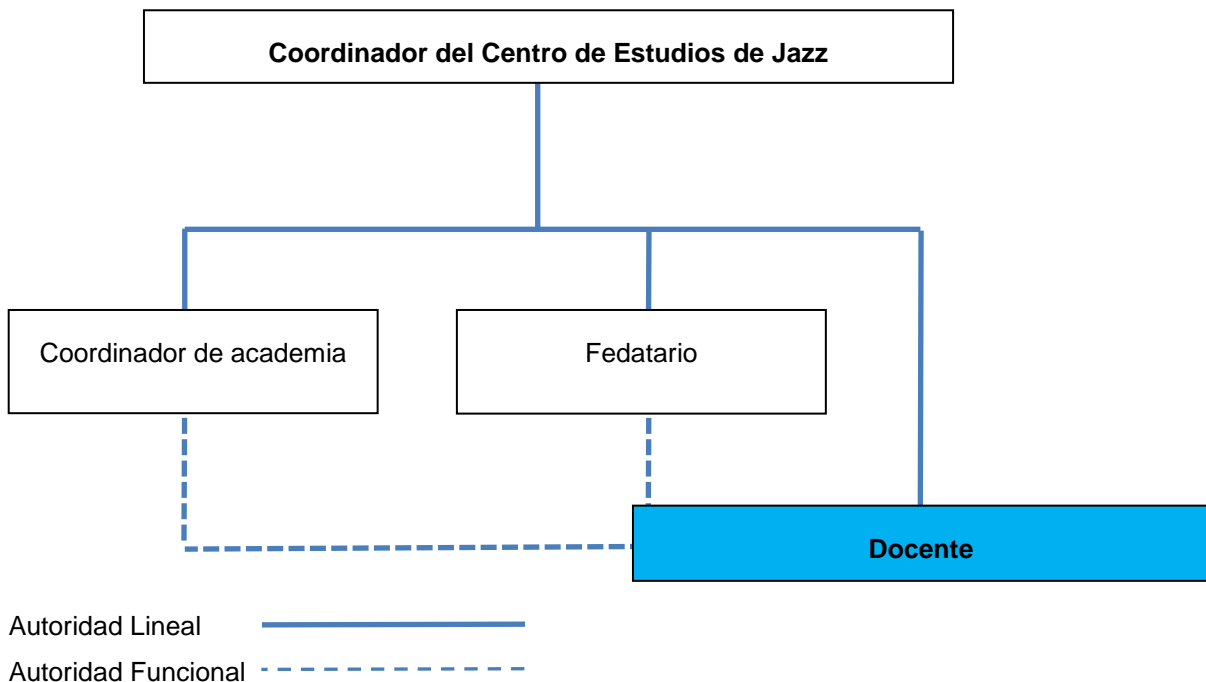 Coordinador del Centro de Estudios de Jazz
Coordinador de academia
Fedatario
Docente
Autoridad Lineal
Autoridad Funcional